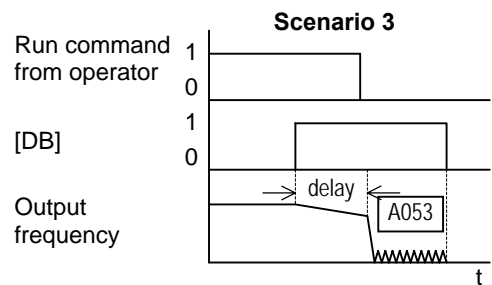 Scenario 3
Run command
from operator
1
0
[DB]
1
0
Output
frequency
delay
A053
t